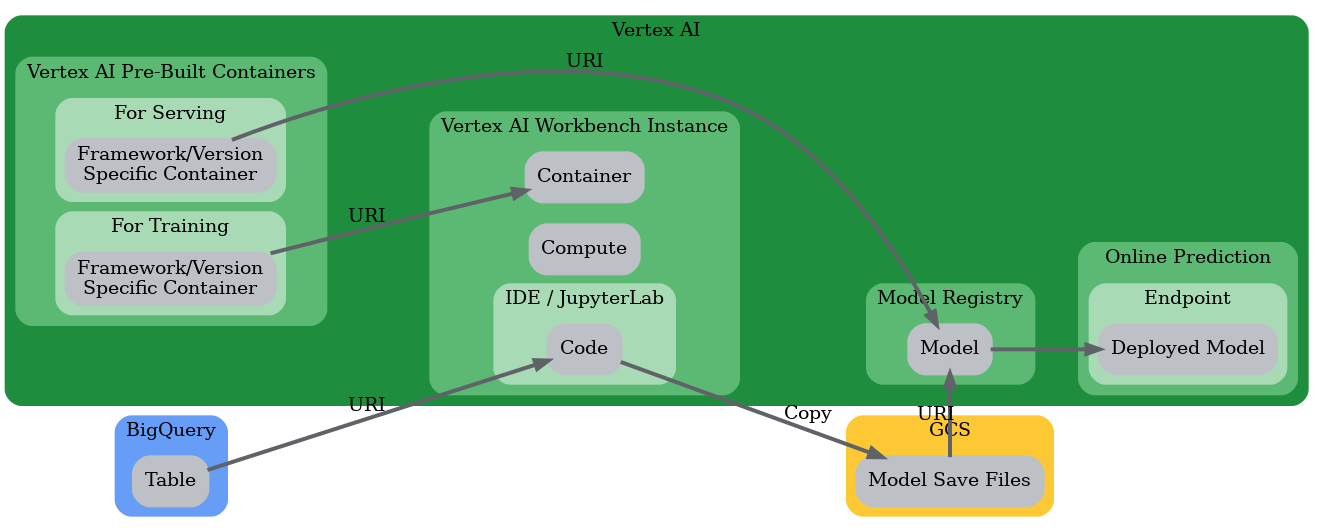 Vertex AI
Vertex AI Pre-Built Containers
For Serving
Framework/Version
Specific Container
For Training
Framework/Version
Specific Container
URI
URI
Vertex AI Workbench Instance
Container
Compute
IDE / JupyterLab
Code
Model Registry
Model
Online Prediction
Endpoint
Deployed Model
URI
Copy
URI
BigQuery
Table
GCS
Model Save Files